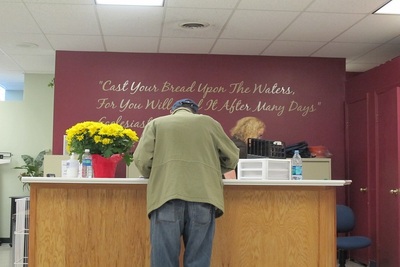 "Cast Your Bread Upon The Waters,
For You Will It After Many Days."